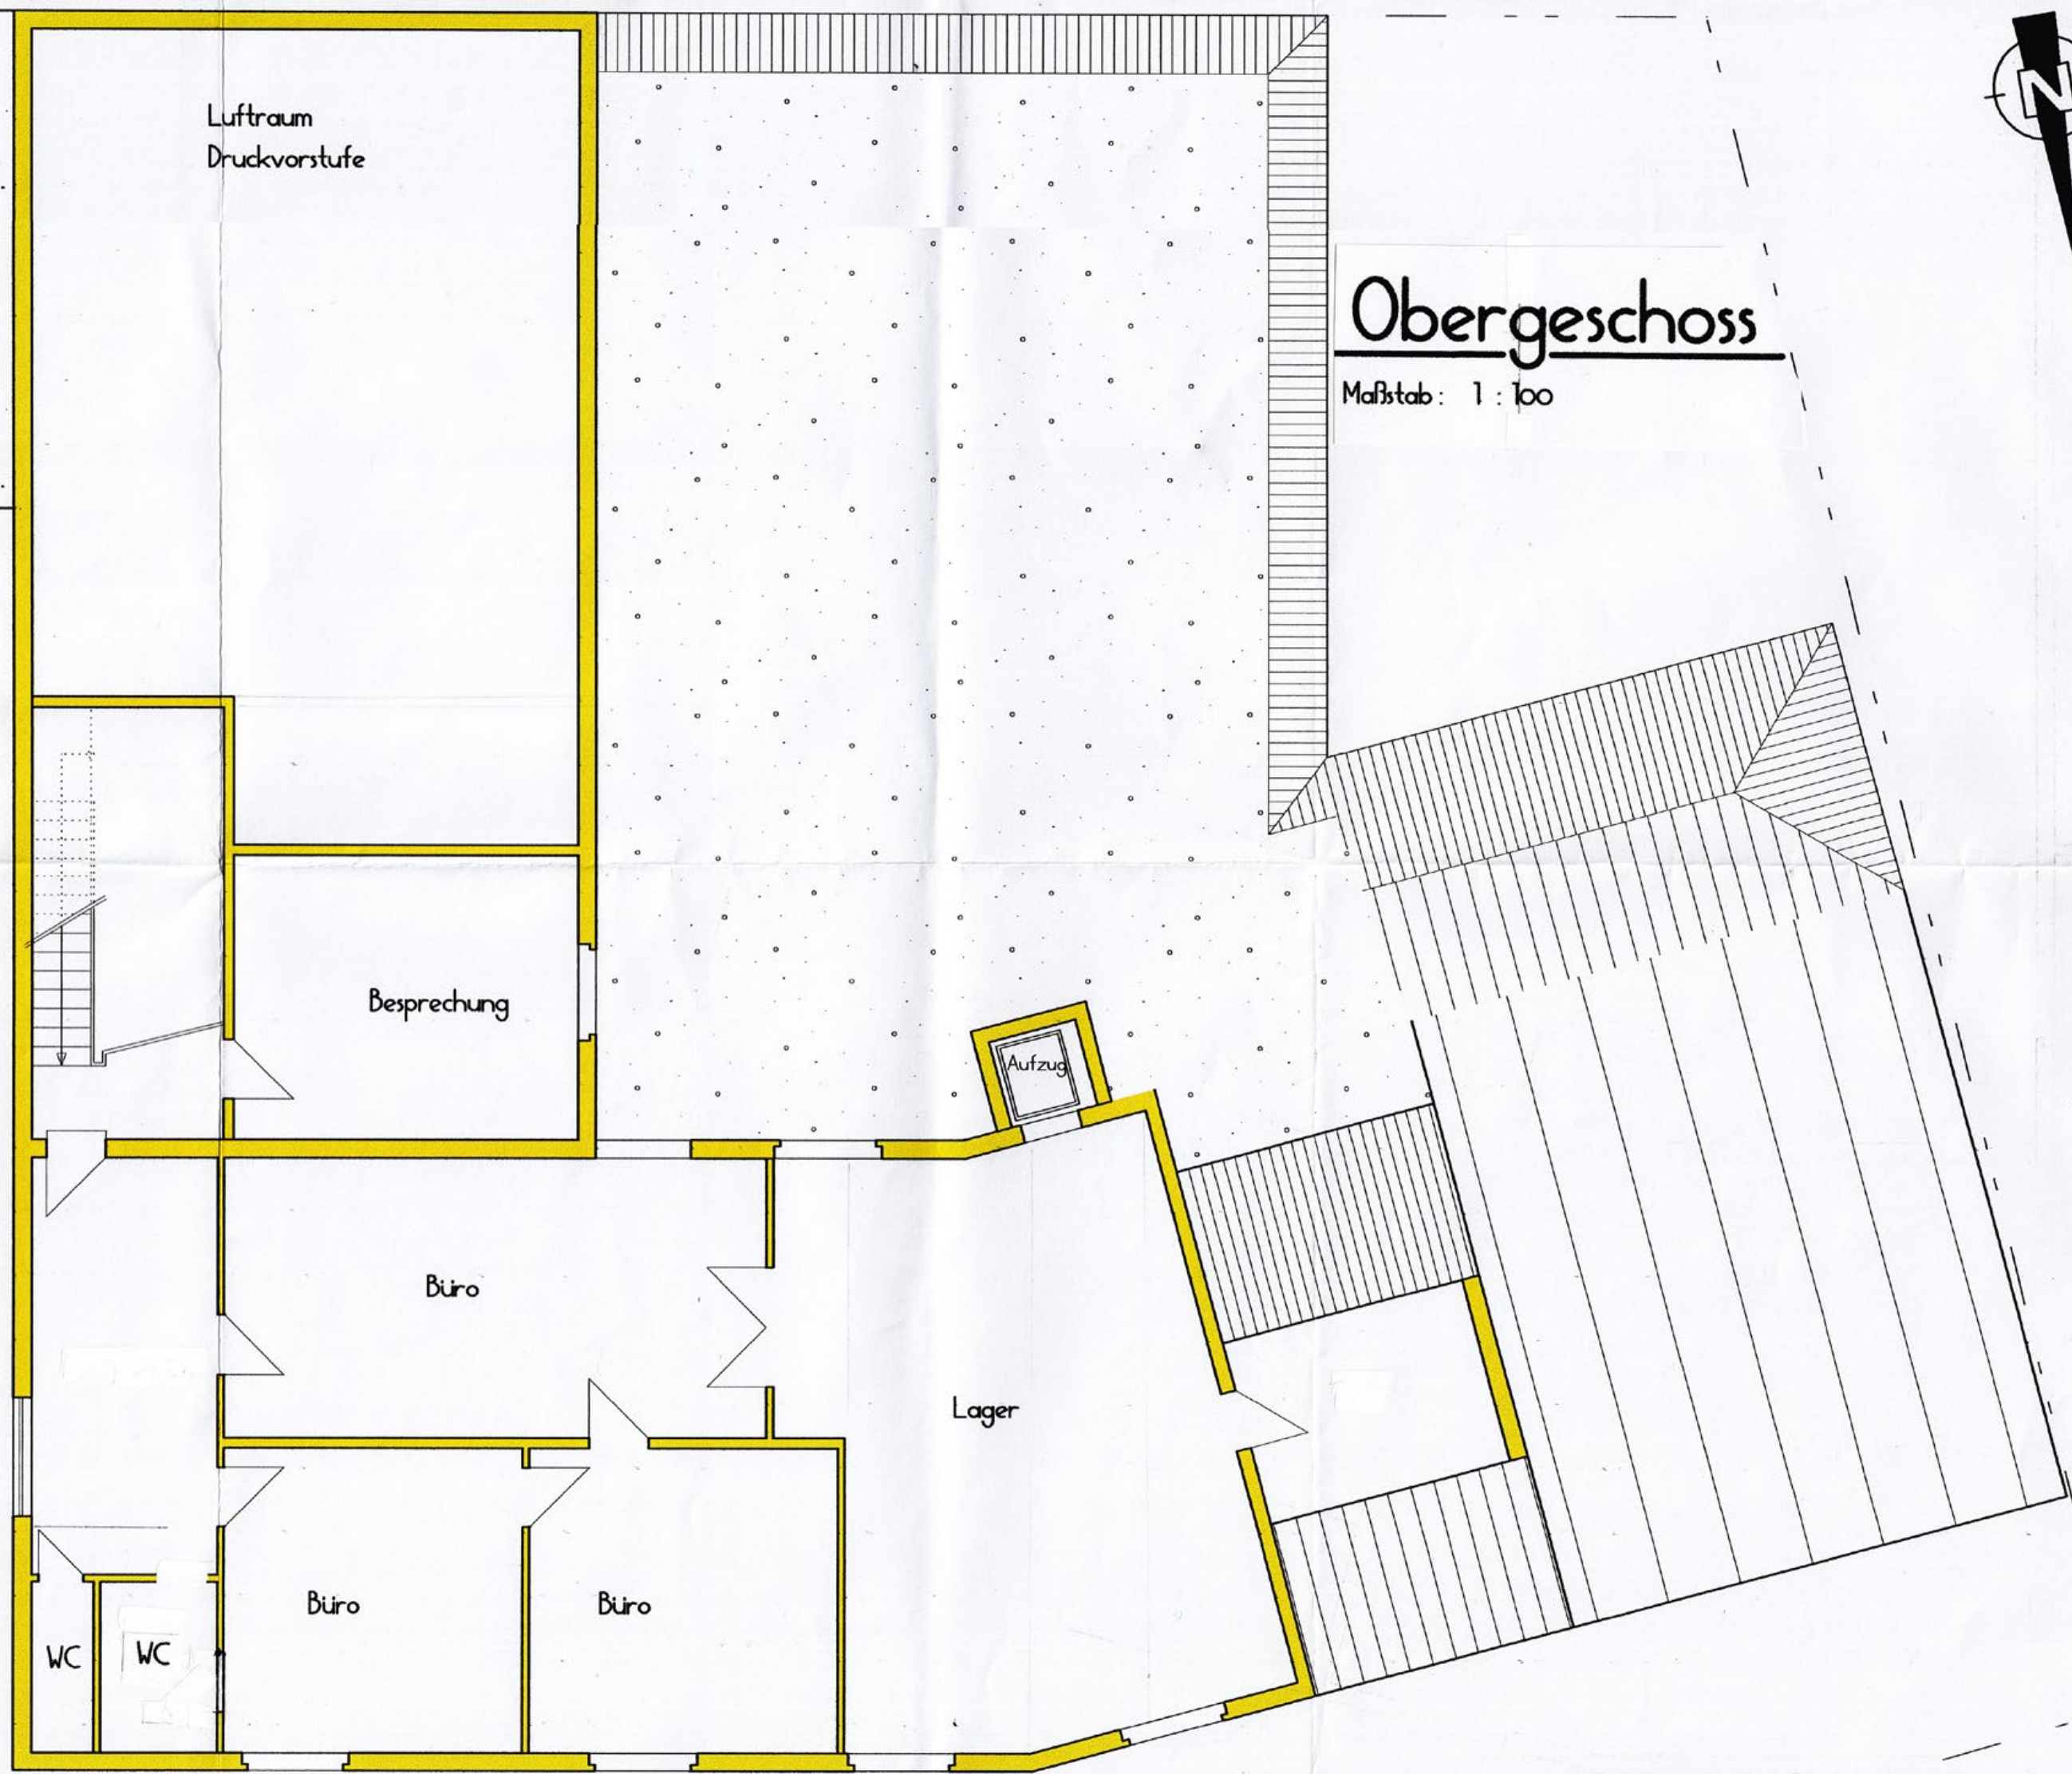 Luftraum
Druckvorstufe
N
Obergeschoss
Maßstab: 1:100
Besprechung
Aufzug
Büro
Lager
Büro
Büro
WC
WC